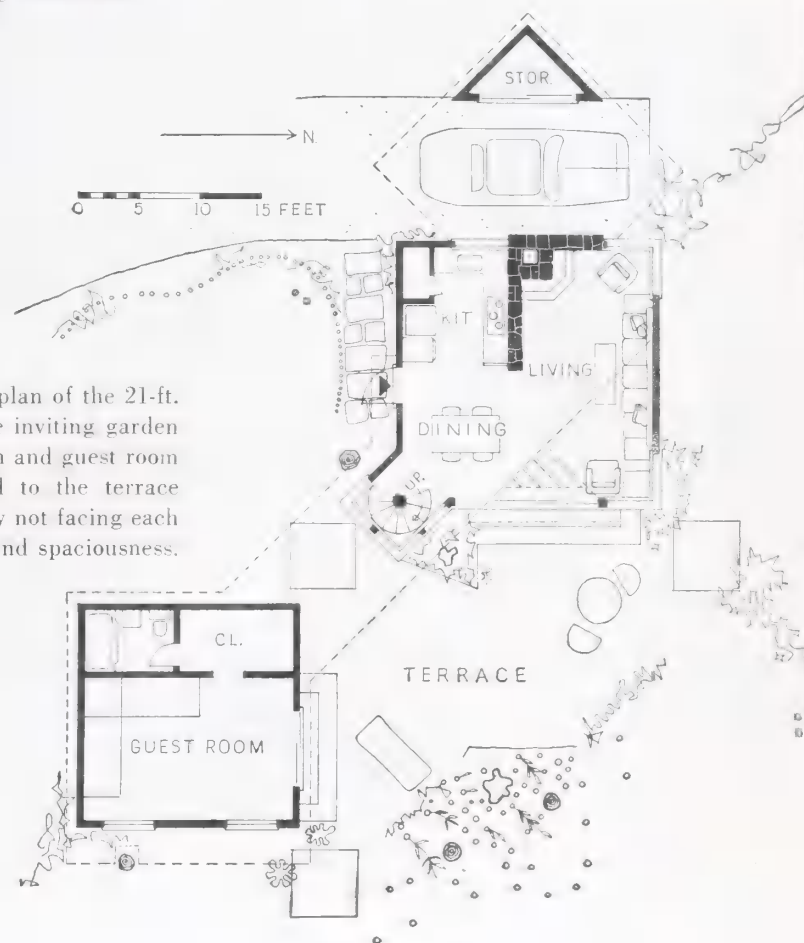 STOR.
N.
0 5 10 15 FEET
KIT
LIVING
plan of the 21-ft.
inviting garden
and guest room
to the terrace
not facing each
nd spaciousness.
DINING
UP.
CL.
TERRACE
GUEST ROOM